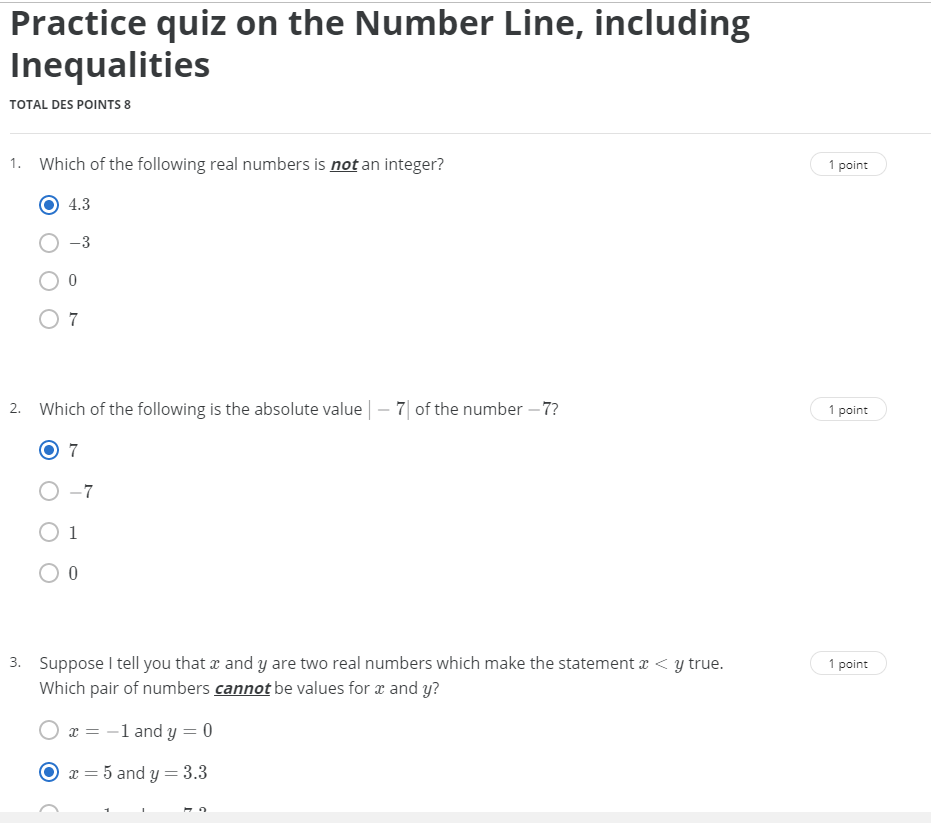 Practice quiz on the Number Line, including
Inequalities
TOTAL DES POINTS 8
1. Which of the following real numbers is not an integer?
1 point
4.3
−3
0
7
2. Which of the following is the absolute value | − 7| of the number −7?
1 point
7
−7
1
0
3. Suppose I tell you that x and y are two real numbers which make the statement x < y true.
1 point
Which pair of numbers cannot be values for x and y?
x = −1 and y = 0
x = 5 and y = 3.3